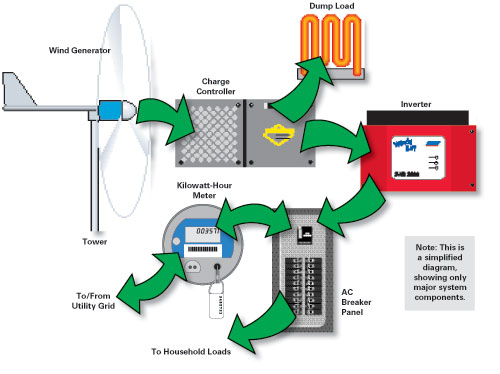 Dump Load
Wind Generator
Charge
Controller
Inverter
Kilowatt-Hour
Meter
Tower
Note: This is
a simplified
diagram,
showing only
major system
components.
To/From
Utility Grid
AC
Breaker
Panel
To Household Loads